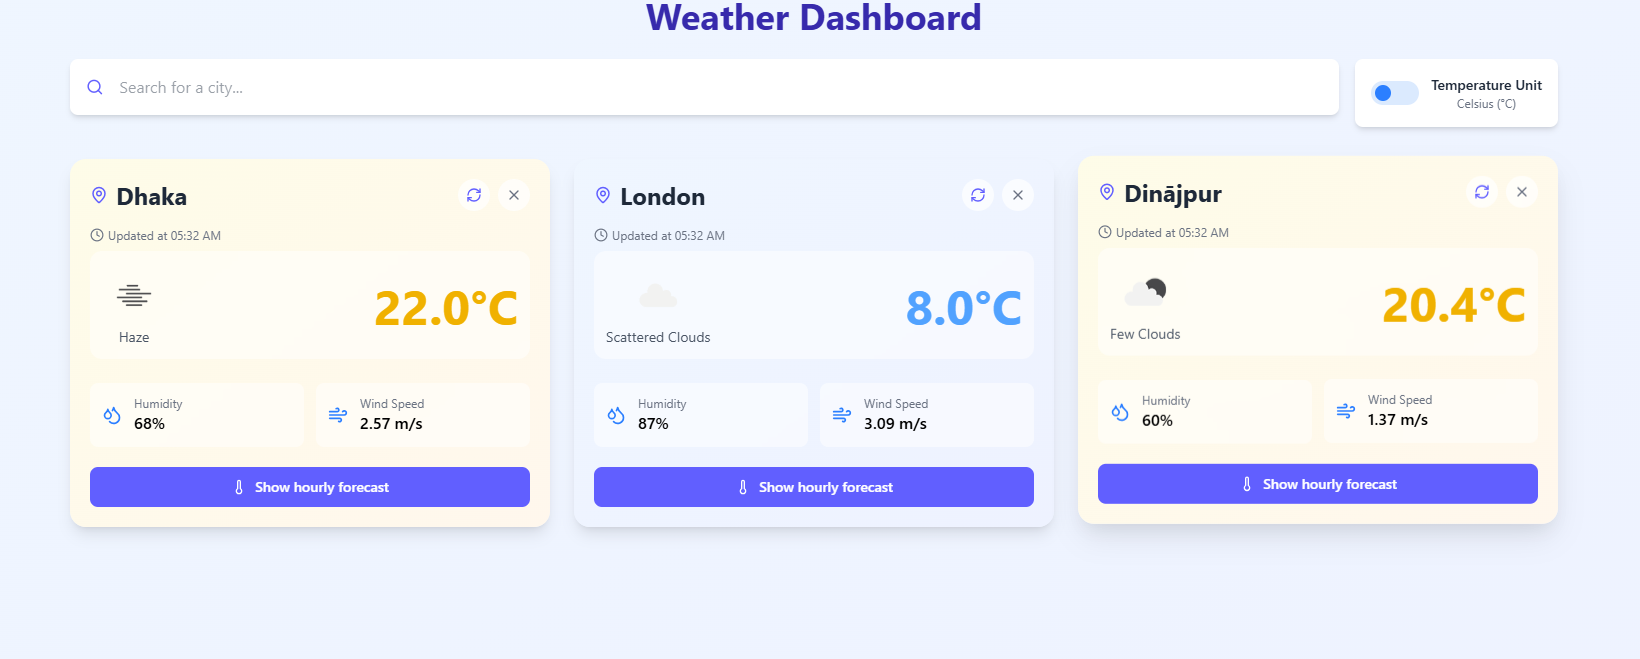 Weather Dashboard
Search for a city...
Temperature Unit
Celsius (°C)
Dhaka
Updated at 05:32 AM
22.0°C
Haze
Humidity
68%
Wind Speed
2.57 m/s
Show hourly forecast
London
Updated at 05:32 AM
8.0°C
Scattered Clouds
Humidity
87%
Wind Speed
3.09 m/s
Show hourly forecast
Dinājpur
Updated at 05:32 AM
20.4°C
Few Clouds
Humidity
60%
Wind Speed
1.37 m/s
Show hourly forecast